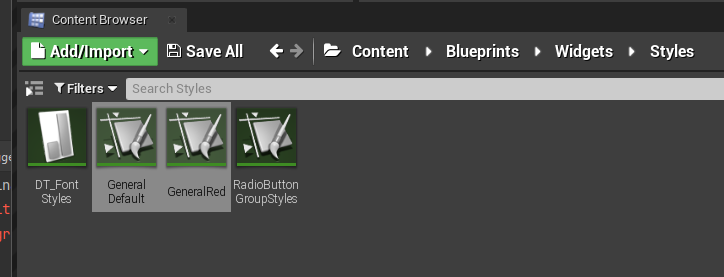 Content Browser
Add/Import
Save All
Content
Blueprints
Widgets
Styles
Filters
Search Styles
DT_Font
Styles
General
Default
GeneralRed
RadioButton
GroupStyles